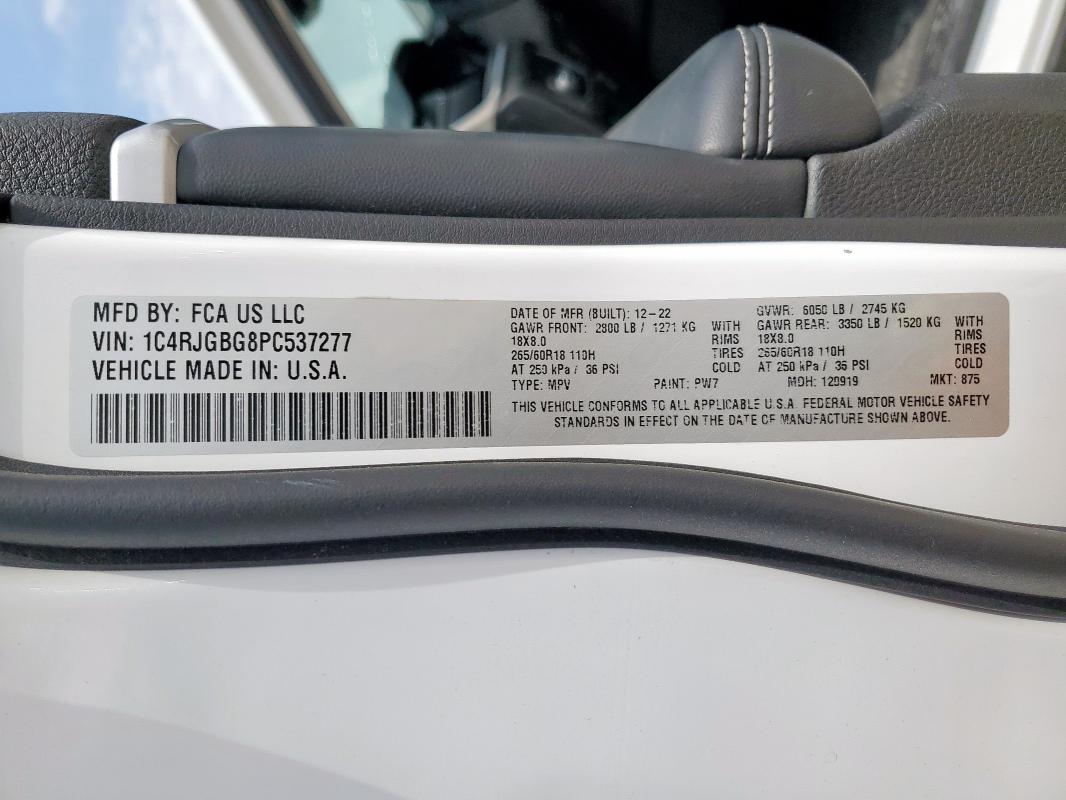 MFD BY: FCA US LLC
VIN: 1C4RJGBG8PC537277
VEHICLE MADE IN: U.S.A.
DATE OF MFR (BUILT): 12-22
GAWR FRONT: 2800 LB / 1271 KG WITH
18X8.0 RIMS
265/60R18 110H TIRES
AT 250 kPa / 36 PSI COLD
TYPE: MPV PAINT: PW7
GVWR: 6050 LB / 2745 KG
GAWR REAR: 3350 LB / 1520 KG WITH
18X8.0 RIMS
265/60R18 110H TIRES
AT 250 kPa / 36 PSI COLD
MDH: 120919 MKT: 875
THIS VEHICLE CONFORMS TO ALL APPLICABLE U.S.A. FEDERAL MOTOR VEHICLE SAFETY
STANDARDS IN EFFECT ON THE DATE OF MANUFACTURE SHOWN ABOVE.